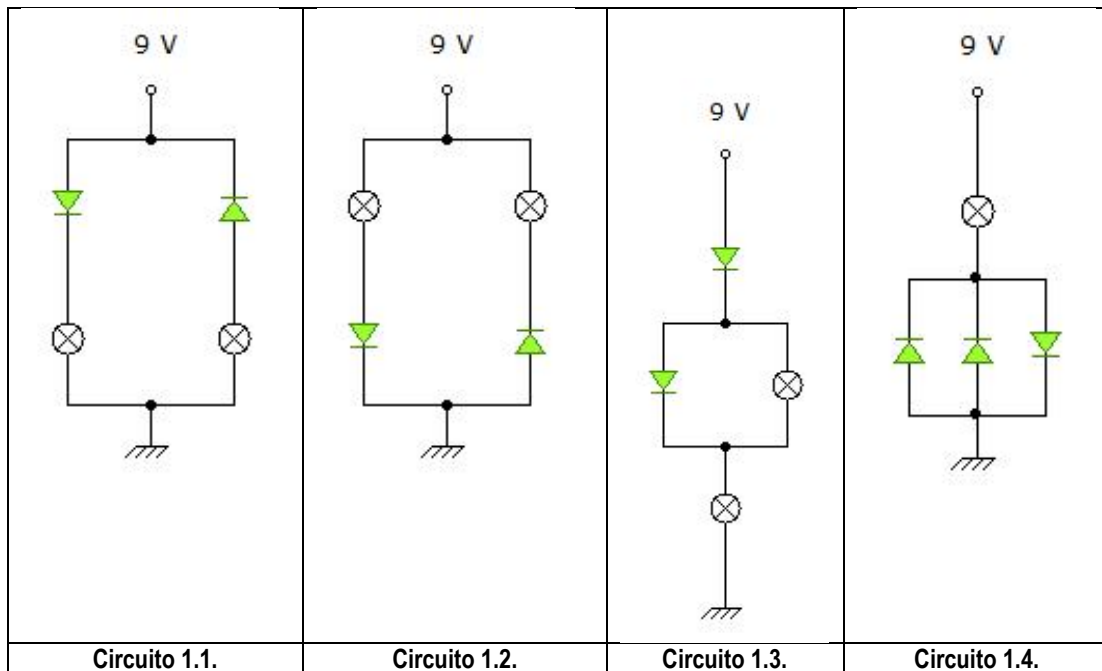 9 V
9 V
9 V
9 V
Circuito 1.1.
Circuito 1.2.
Circuito 1.3.
Circuito 1.4.